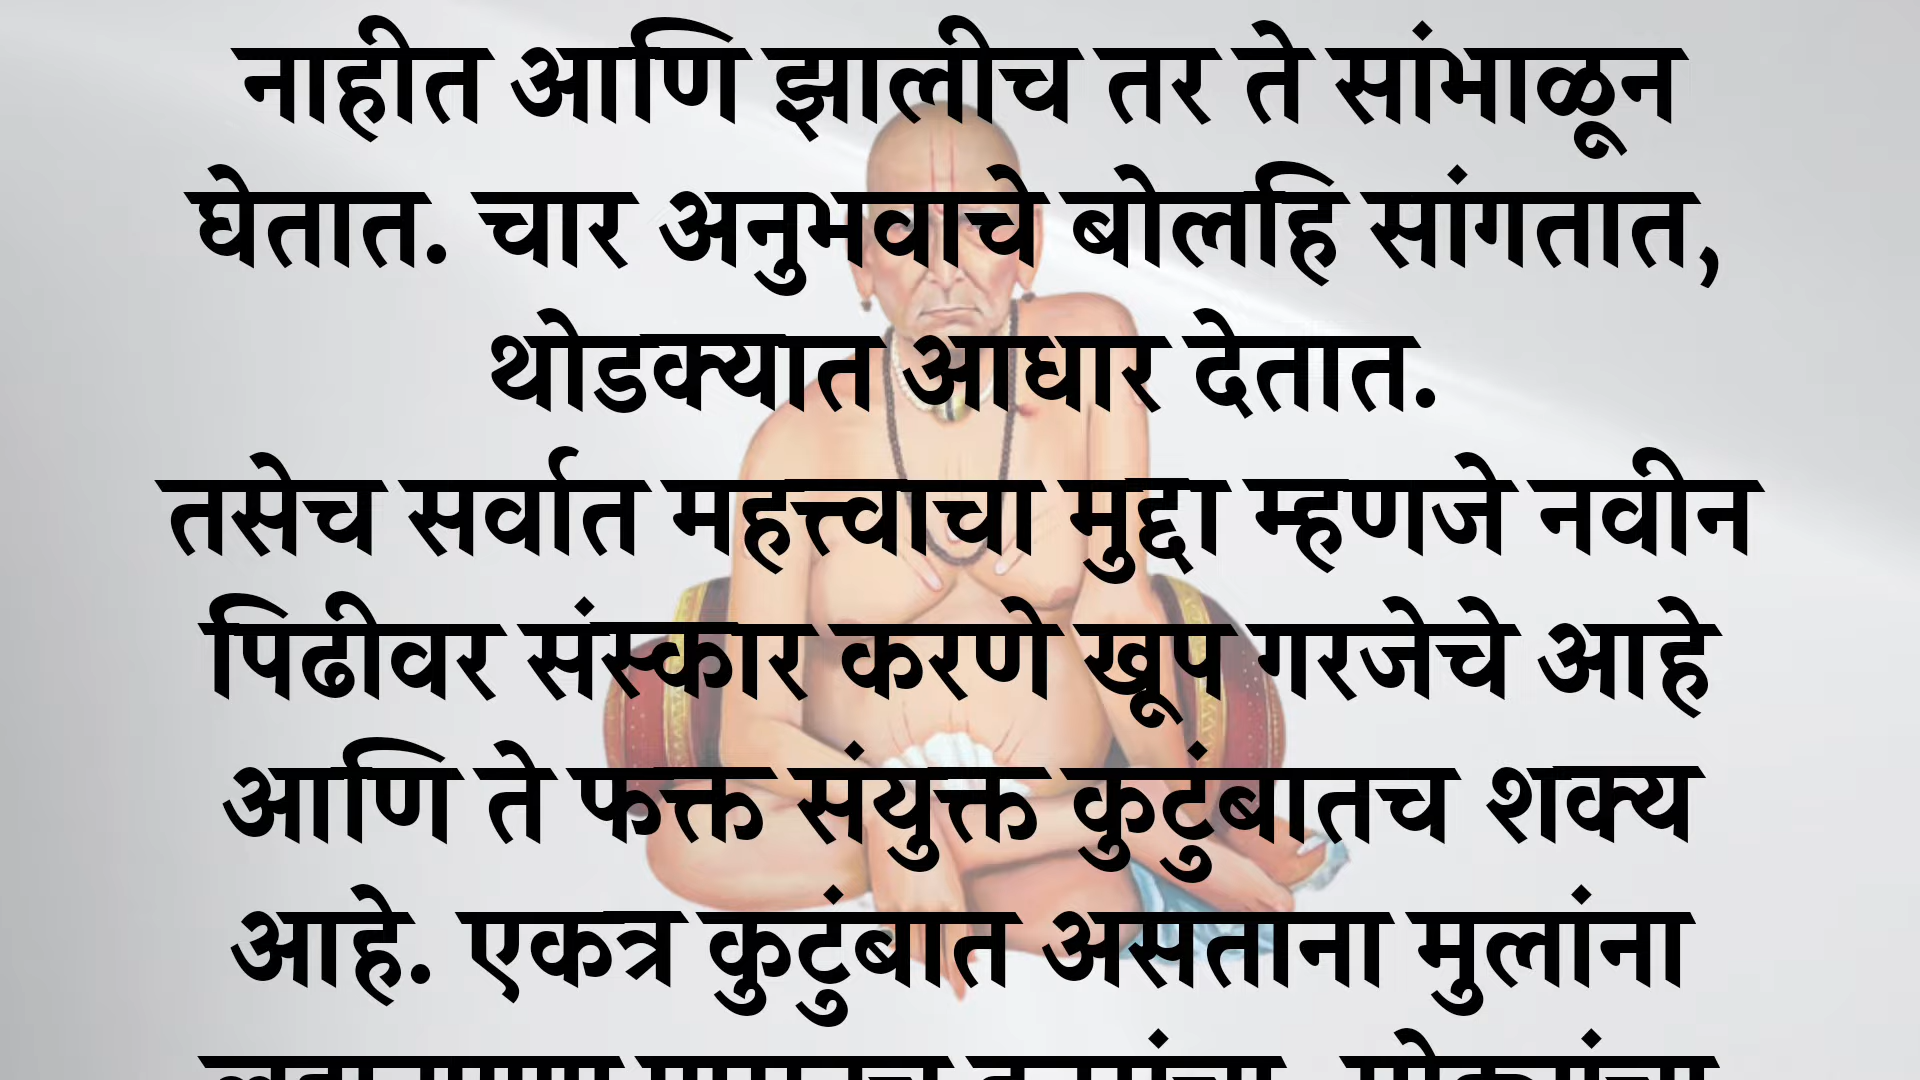 नाहीत आणि झालीच तर ते सांभाळून
घेतात. चार अनुभवाचे बोलहि सांगतात,
थोडक्यात आधार देतात.
तसेच सर्वात महत्त्वाचा मुद्दा म्हणजे नवीन
पिढीवर संस्कार करणे खूप गरजेचे आहे
आणि ते फक्त संयुक्त कुटुंबातच शक्य
आहे. एकत्र कुटुंबात असताना मुलांना